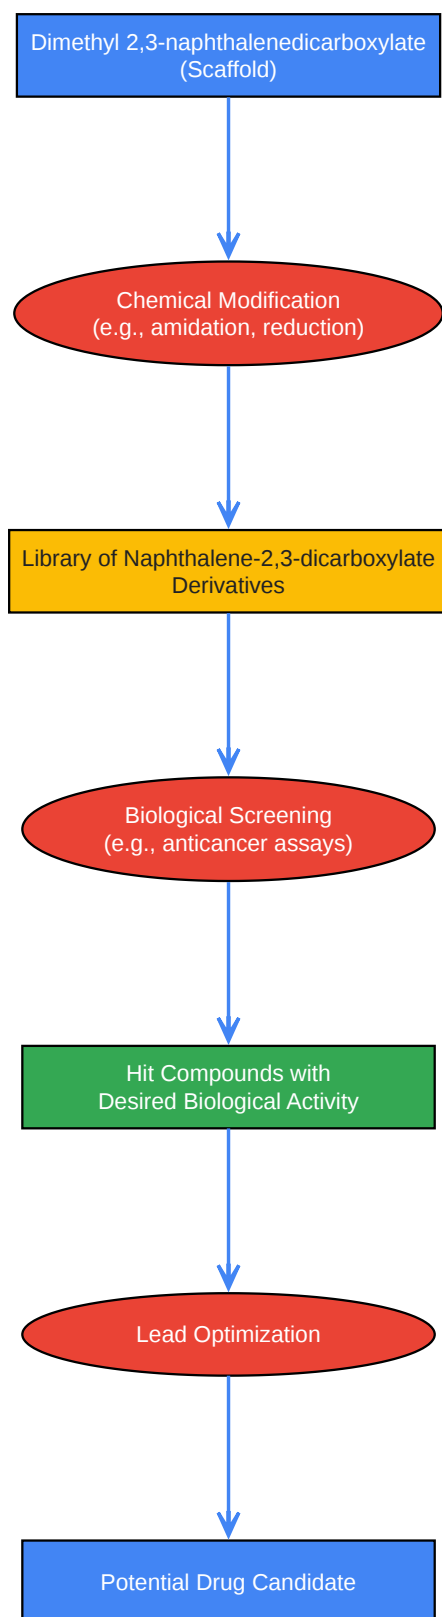 Dimethyl 2,3-naphthalenedicarboxylate
(Scaffold)
Chemical Modification
(e.g., amidation, reduction)
Library of Naphthalene-2,3-dicarboxylate
Derivatives
Biological Screening
(e.g., anticancer assays)
Hit Compounds with
Desired Biological Activity
Lead Optimization
Potential Drug Candidate